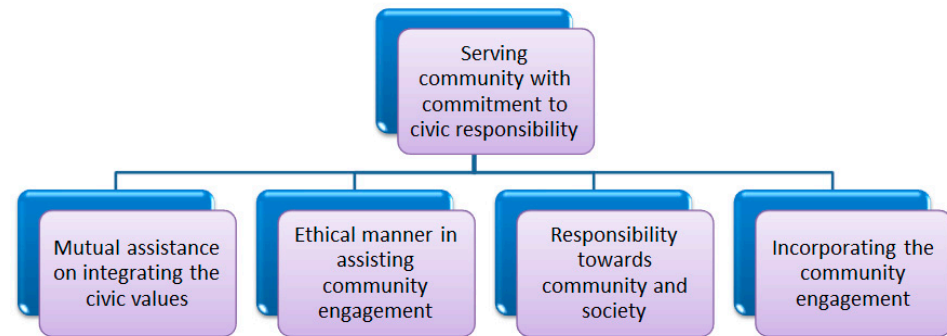 Serving
community with
commitment to
civic responsibility
Mutual assistance
on integrating the
civic values
Ethical manner in
assisting
community
engagement
Responsibility
towards
community and
society
Incorporating the
community
engagement